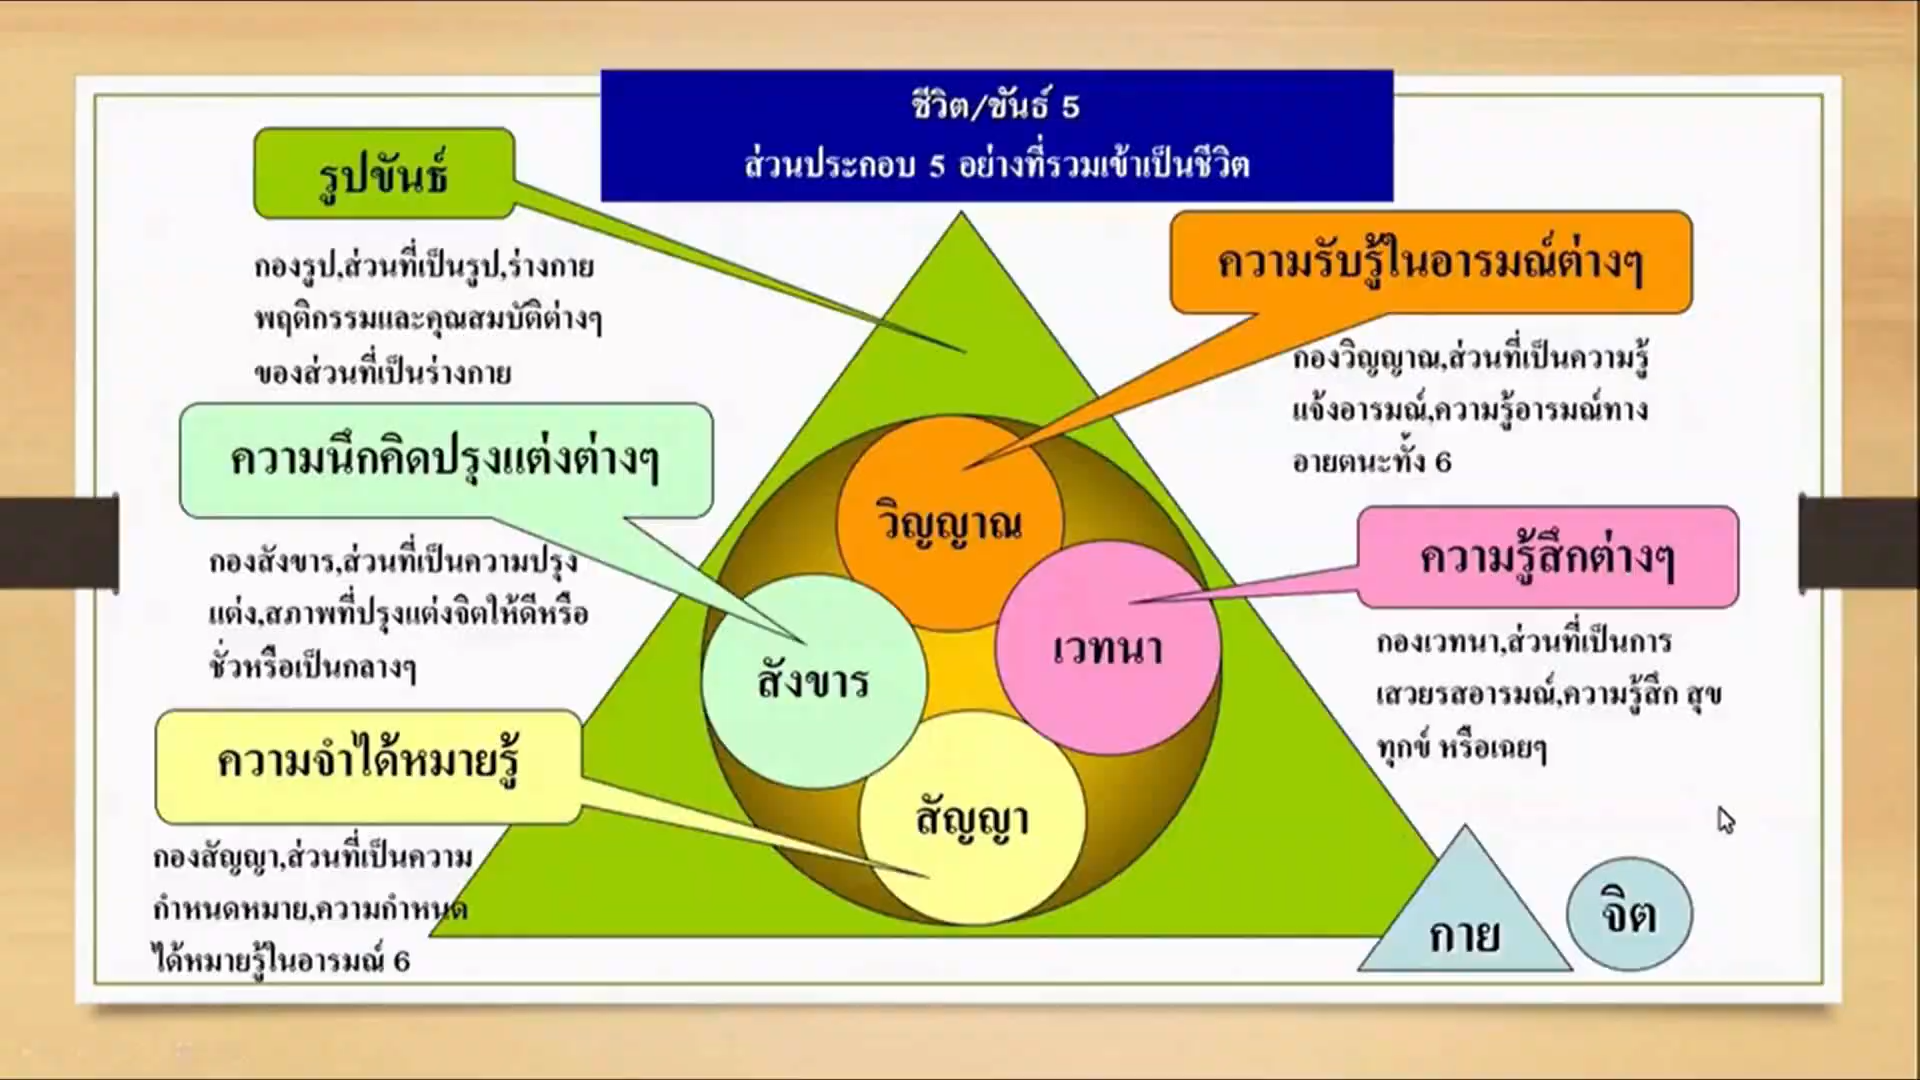 ชีวิต/ขันธ์ 5
ส่วนประกอบ 5 อย่างที่รวมเข้าเป็นชีวิต
รูปขันธ์
กองรูป,ส่วนที่เป็นรูป,ร่างกาย
พฤติกรรมและคุณสมบัติต่างๆ
ของส่วนที่เป็นร่างกาย
ความรับรู้ในอารมณ์ต่างๆ
กองวิญญาณ,ส่วนที่เป็นความรู้
แจ้งอารมณ์,ความรู้อารมณ์ทาง
อายตนะทั้ง 6
ความนึกคิดปรุงแต่งต่างๆ
กองสังขาร,ส่วนที่เป็นความปรุง
แต่ง,สภาพที่ปรุงแต่งจิตให้ดีหรือ
ชั่วหรือเป็นกลางๆ
ความรู้สึกต่างๆ
กองเวทนา,ส่วนที่เป็นการ
เสวยรสอารมณ์,ความรู้สึก สุข
ทุกข์ หรือเฉยๆ
ความจำได้หมายรู้
กองสัญญา,ส่วนที่เป็นความ
กำหนดหมาย,ความกำหนด
ได้หมายรู้ในอารมณ์ 6
วิญญาณ
เวทนา
สังขาร
สัญญา
กาย
จิต